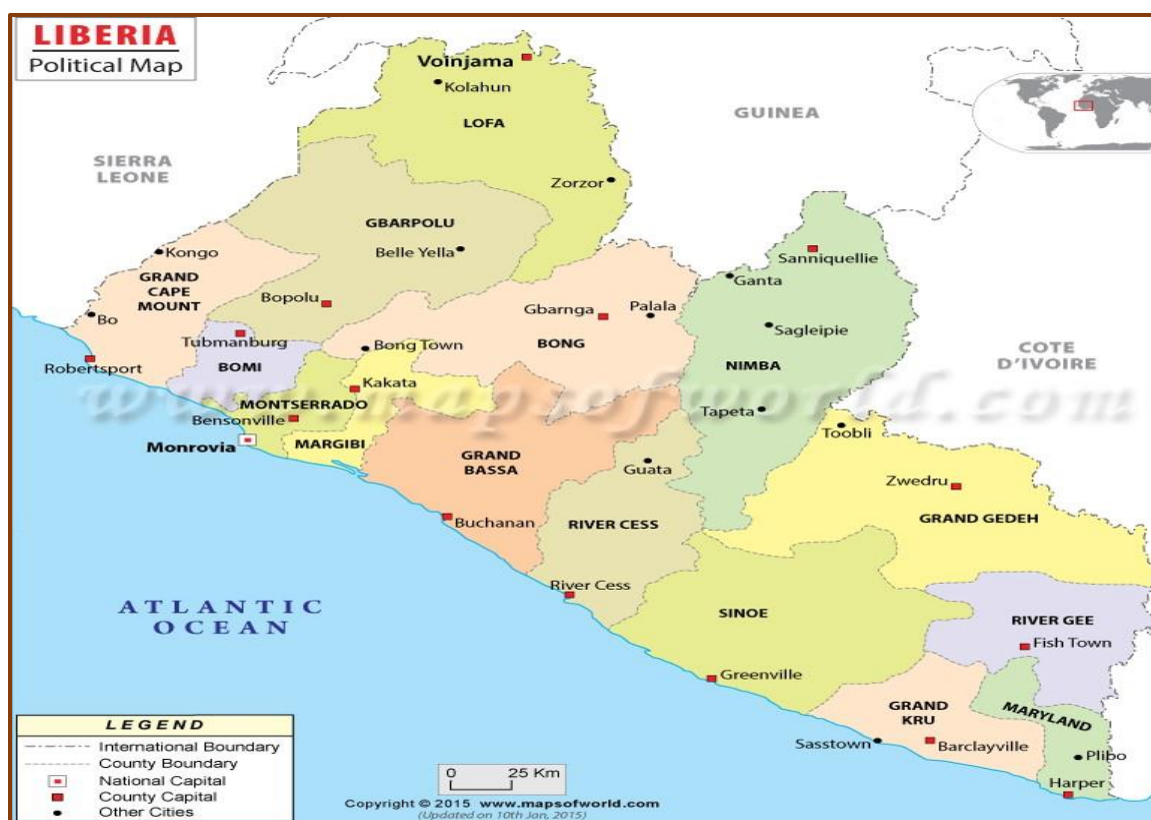 LIBERIA
Political Map
Voinjama
Kolahun
LOFA
GUINEA
SIERRA
LEONE
Zorzor
GBARPOLU
Belle Yella
Kongo
GRAND
CAPE
MOUNT
Sanniquellie
Ganta
Bopolu
Gbarnga
Palala
Bo
Sagleipie
Tubmanburg
Bong Town
BONG
COTE
D'IVOIRE
Robertsport
BOMI
NIMBA
Kakata
www.mapsofworld.com
MONTSERRADO
Bensonville
Tapeta
Toobli
Monrovia
MARGIBI
GRAND
BASSA
Guata
Zwedru
GRAND GEDEH
Buchanan
RIVER CESS
River Cess
ATLANTIC
OCEAN
SINOE
RIVER GEE
Fish Town
Greenville
GRAND
KRU
MARYLAND
Sasstown
Barclayville
Plibo
Harper
LEGEND
International Boundary
County Boundary
National Capital
County Capital
Other Cities
0 25 Km
Copyright © 2015 www.mapsofworld.com
(Updated on 10th Jan, 2015)